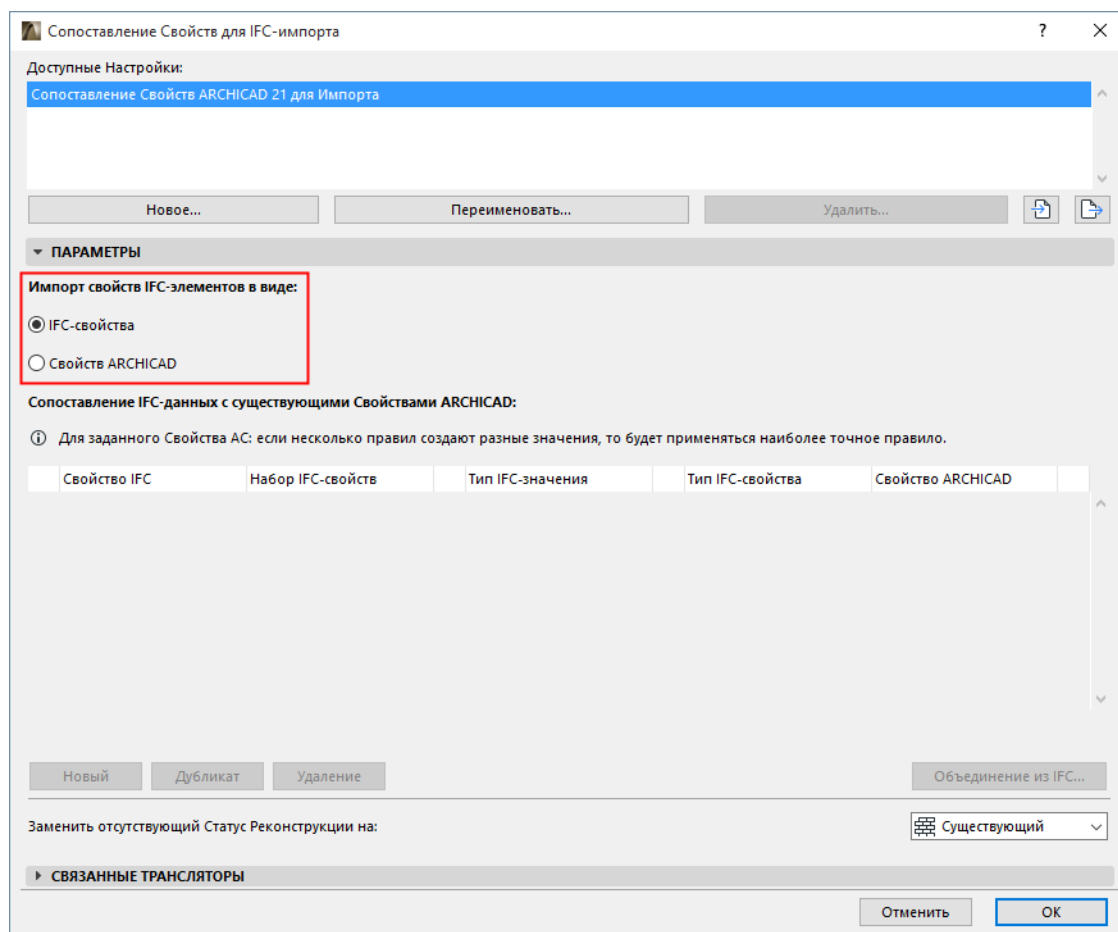 Сопоставление Свойств для IFC-импорта ?
Доступные Настройки:
Сопоставление Свойств ARCHICAD 21 для Импорта
Новое... Переименовать... Удалить...
ПАРАМЕТРЫ
Импорт свойств IFC-элементов в виде:
IFC-свойства
Свойств ARCHICAD
Сопоставление IFC-данных с существующими Свойствами ARCHICAD:
Для заданного Свойства АС: если несколько правил создают разные значения, то будет применяться наиболее точное правило.
Свойство IFC Набор IFC-свойств Тип IFC-значения Тип IFC-свойства Свойство ARCHICAD
Новый Дубликат Удаление Объединение из IFC...
Заменить отсутствующий Статус Реконструкции на: Существующий
СВЯЗАННЫЕ ТРАНСЛЯТОРЫ
Отменить ОК